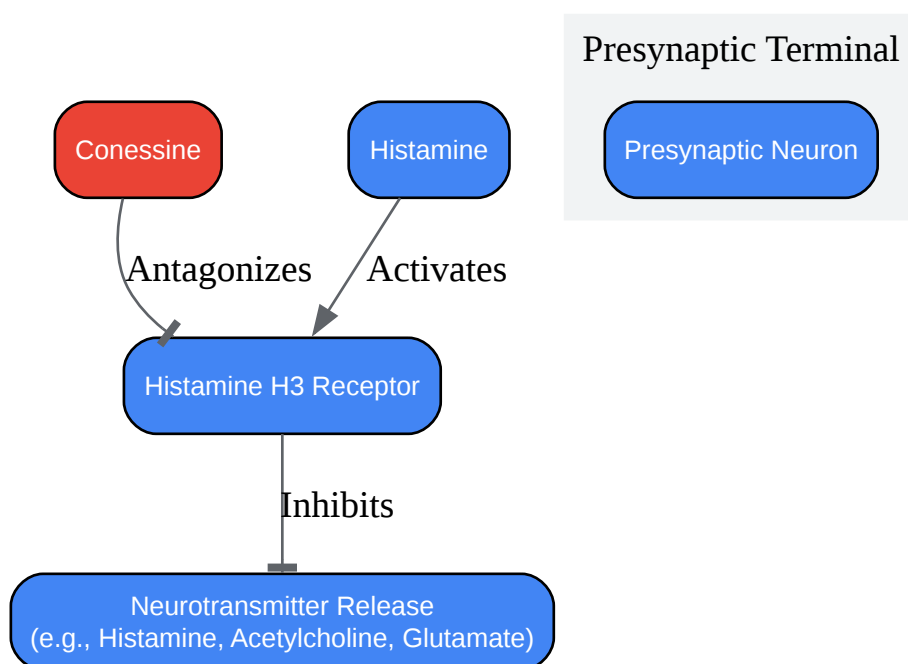 Presynaptic Terminal
Conessine
Histamine
Presynaptic Neuron
Antagonizes
Activates
Histamine H3 Receptor
Inhibits
Neurotransmitter Release
(e.g., Histamine, Acetylcholine, Glutamate)